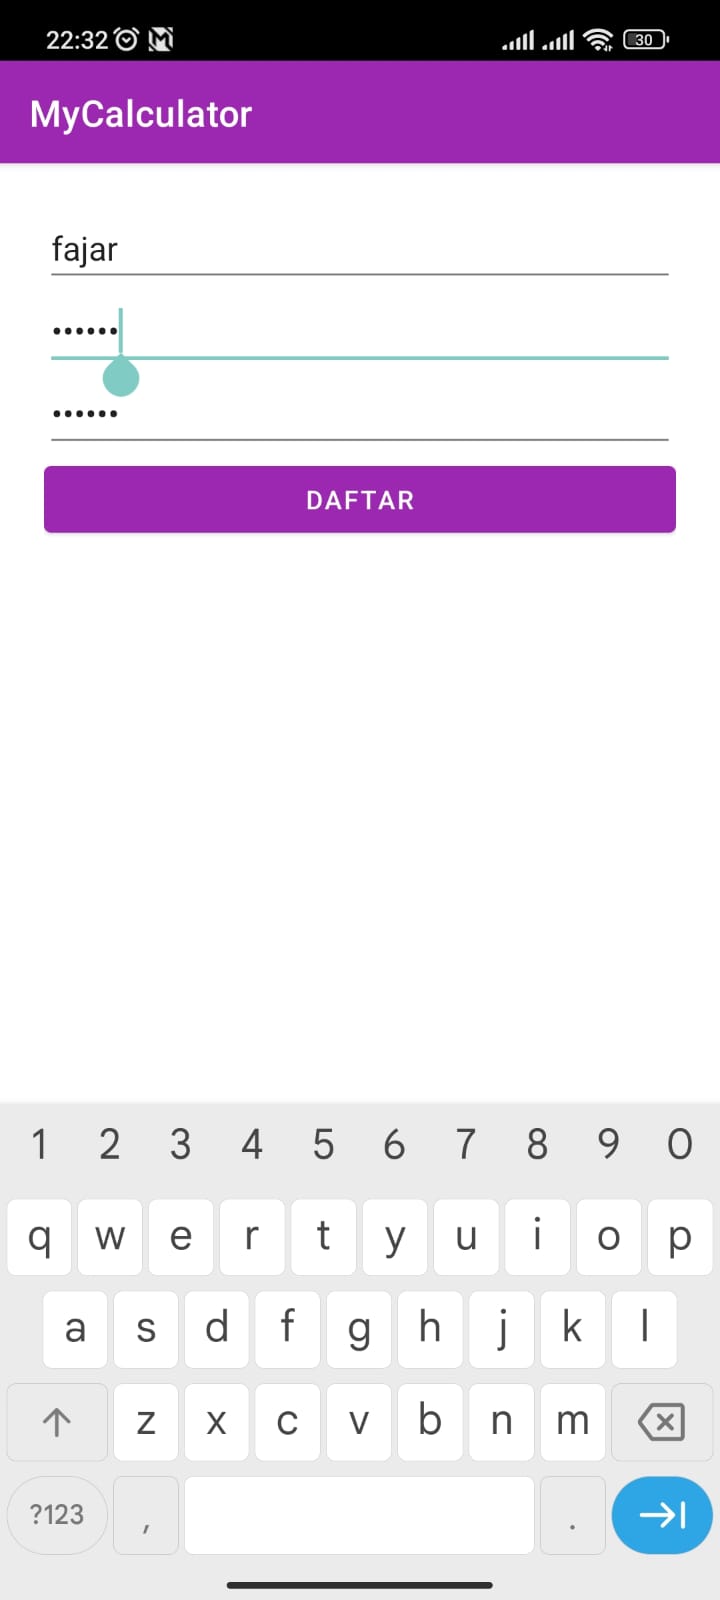 22:32
30
MyCalculator
fajar
••••••
••••••
DAFTAR
1 2 3 4 5 6 7 8 9 0
q w e r t y u i o p
a s d f g h j k l
z x c v b n m
?123 , .